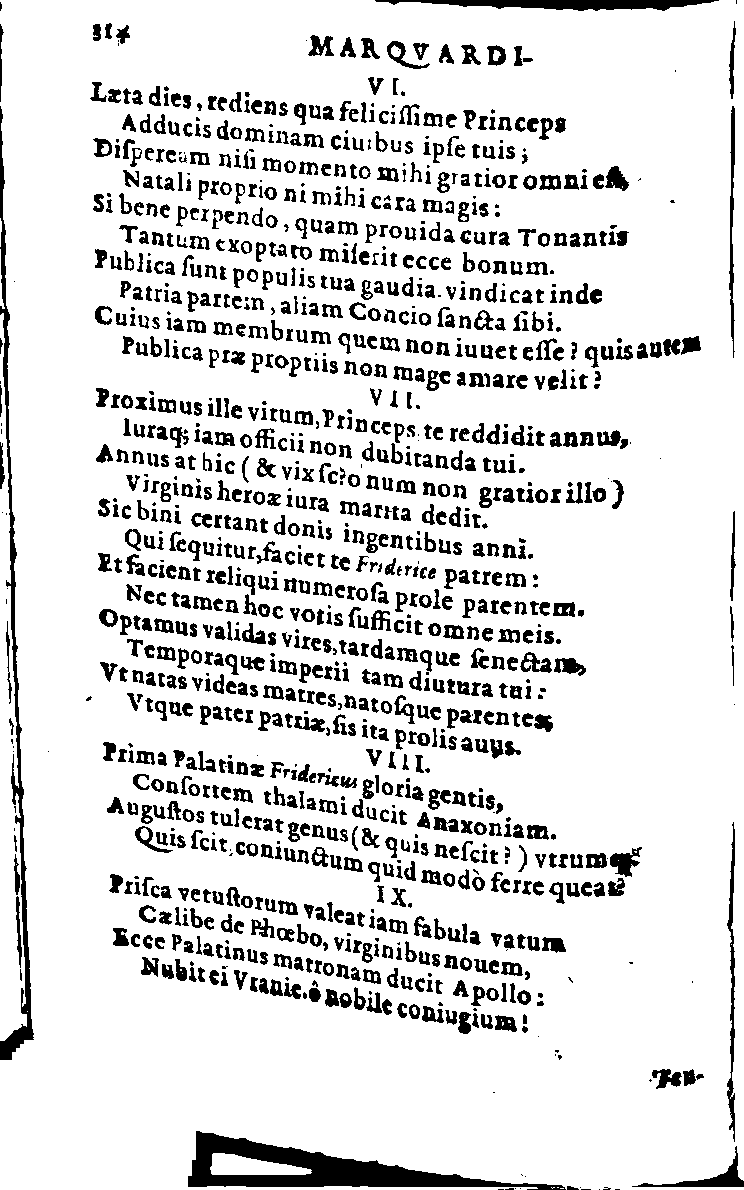 314
MARQVARDI-
VI.
Læta dies, rediens qua feliciſſime Princeps
Adducis dominam ciuibus ipſe tuis;
Diſpeream niſi momento mihi gratior omni eſt,
Natali proprio ni mihi cara magis:
Si bene perpendo, quam prouida cura Tonantis
Tantum exoptato miſerit ecce bonum.
Publica ſunt populis tua gaudia. vindicat inde
Patria partem, aliam Concio ſancta ſibi.
Cuius iam membrum quem non iuuet eſſe? quis autem
Publica præ propriis non mage amare velit?
VII.
Proximus ille virum, Princeps te reddidit annus,
Iuraq; iam officii non dubitanda tui.
Annus at hic (& vix ſc?o num non gratior illo)
Virginis heroæ iura marita dedit.
Sic bini certant donis ingentibus anni.
Qui ſequitur, faciet te Friderice patrem:
Et facient reliqui numeroſa prole parentem.
Nec tamen hoc votis ſufficit omne meis.
Optamus validas vires, tardamque ſenectam,
Temporaque imperii tam diutura tui:
Vt natas videas matres, natoſque parentes,
Vtque pater patriæ, ſis ita prolis auus.
VIII.
Prima Palatinæ Fridericus gloria gentis,
Conſortem thalami ducit Anaxoniam.
Auguſtos tulerat genus (& quis neſcit?) vtrumq;
Quis ſcit, coniunctum quid modò ferre queat?
IX.
Priſca vetuſtorum valeat iam fabula vatum
Cælibe de Phœbo, virginibus nouem,
Ecce Palatinus matronam ducit Apollo:
Nubit ei Vranie. ô nobile coniugium!